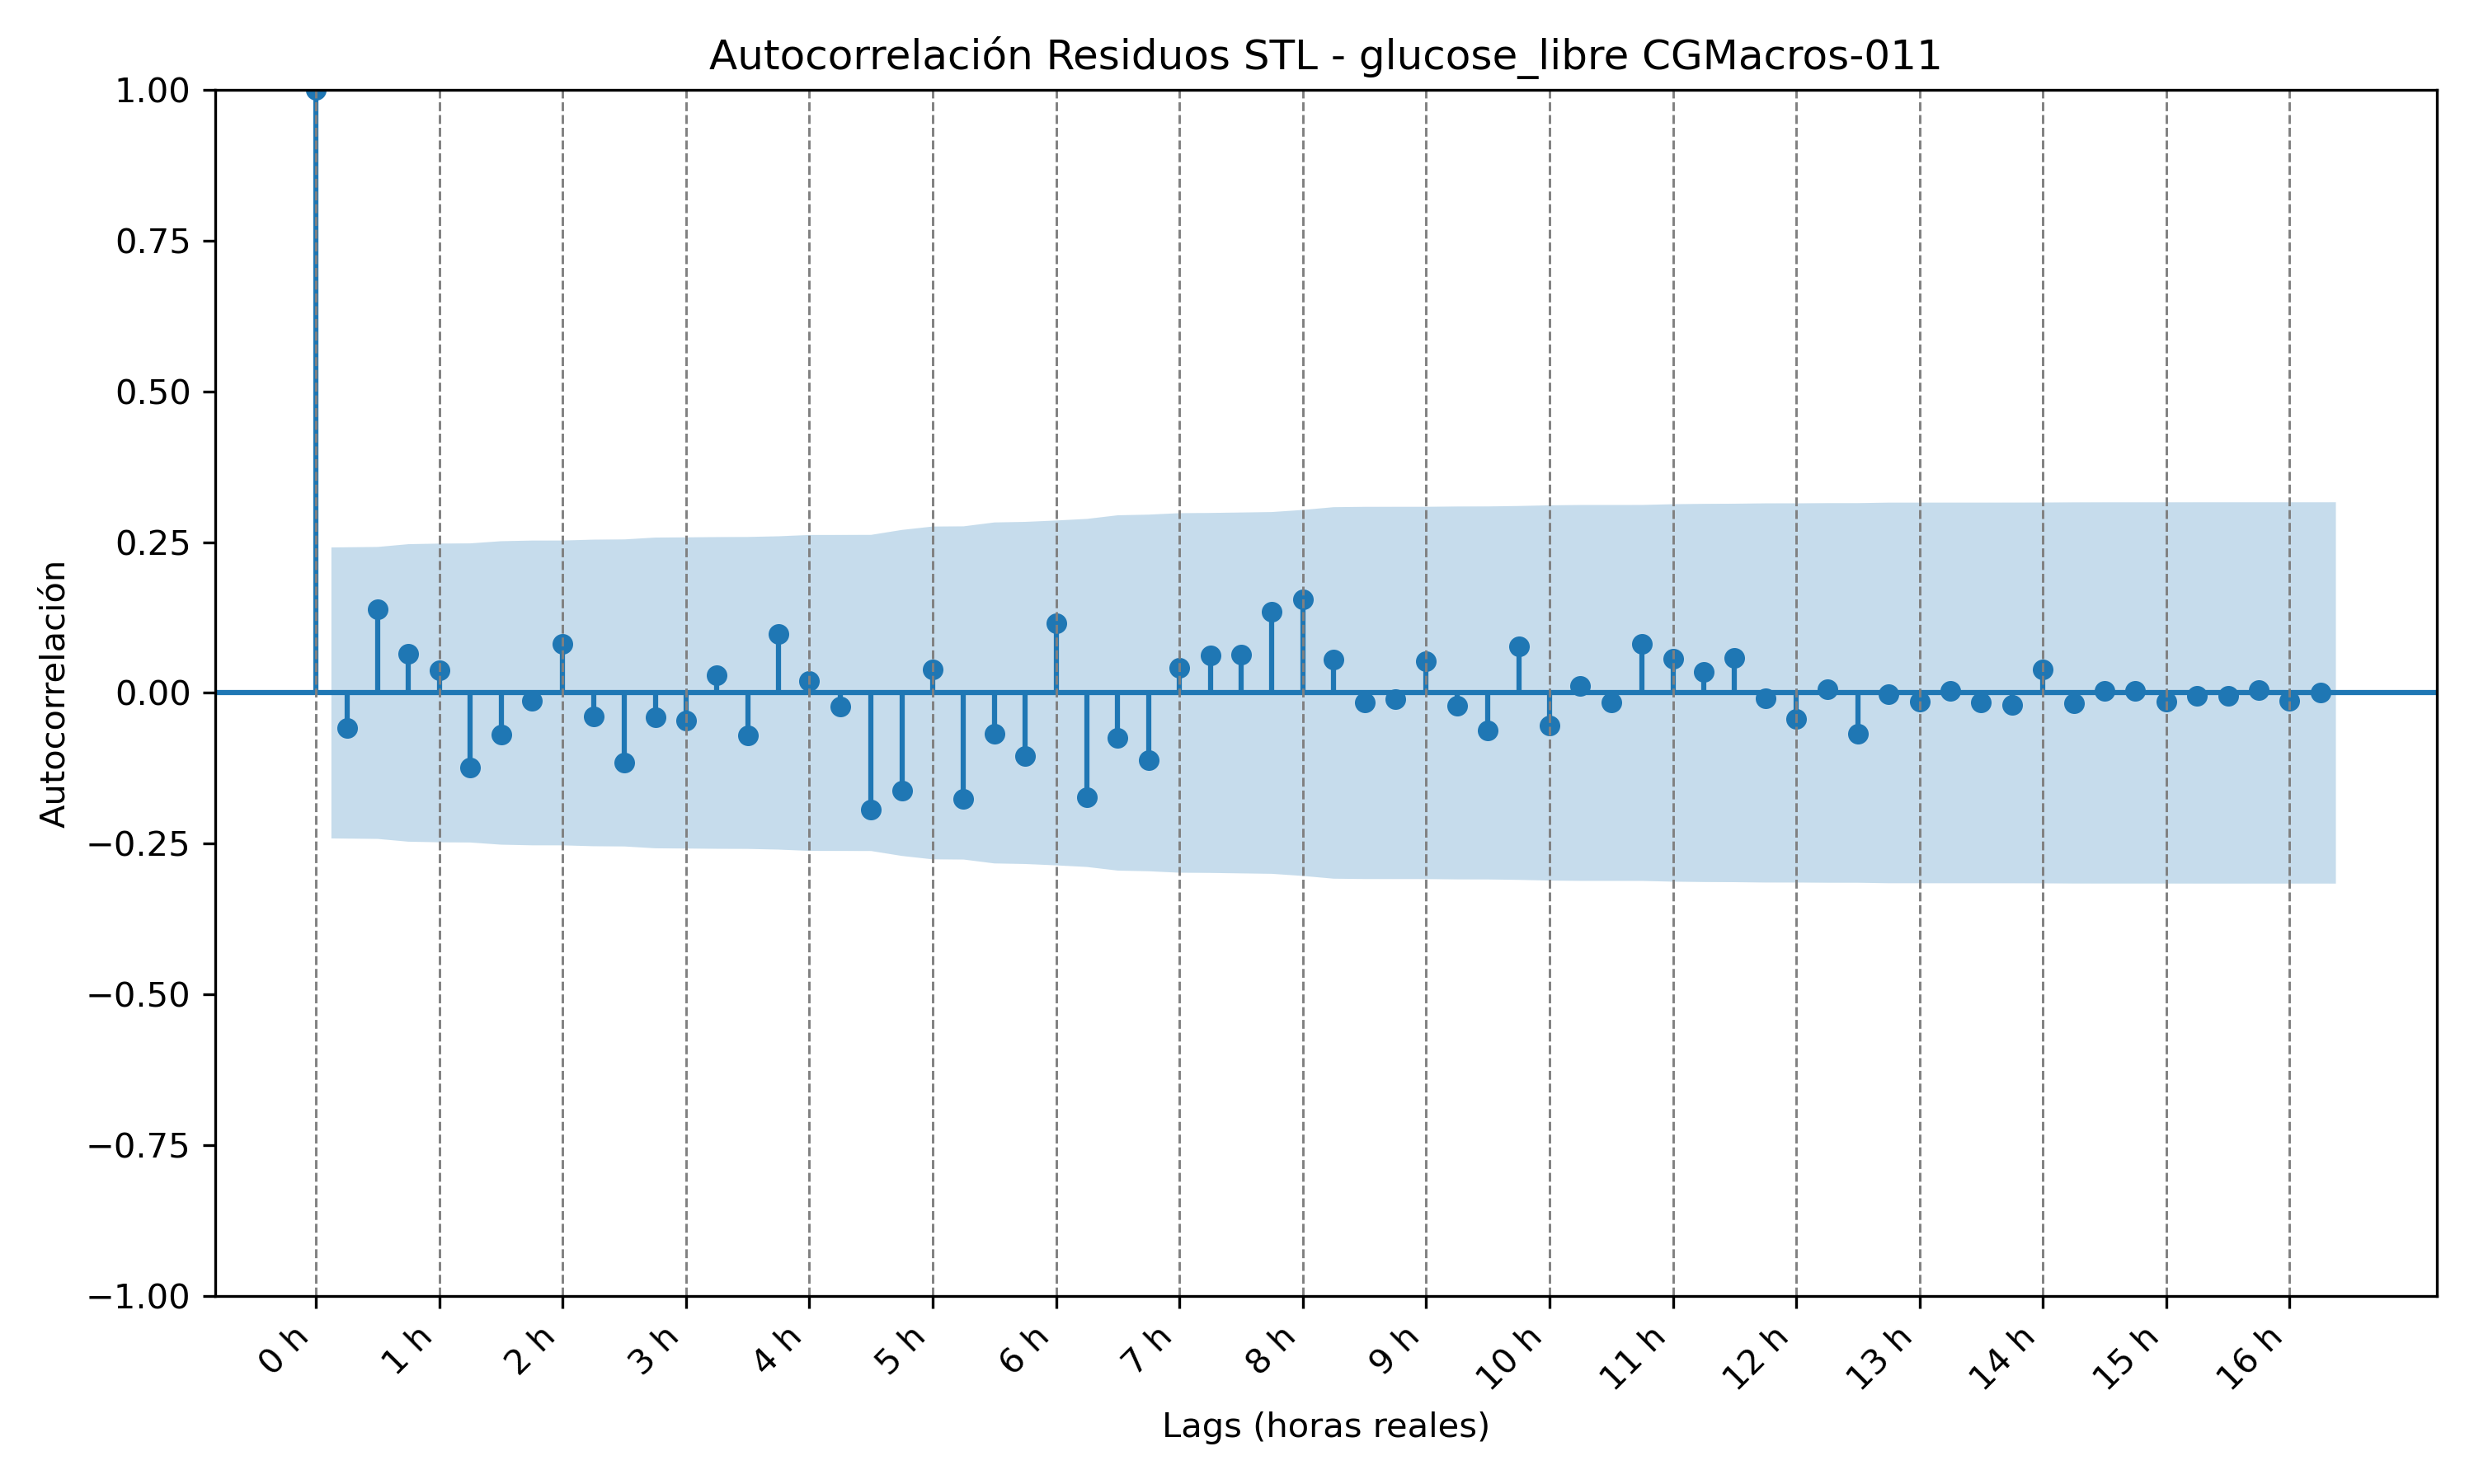 Autocorrelación Residuos STL - glucose_libre CGMacros-011
Autocorrelación
1.00
0.75
0.50
0.25
0.00
−0.25
−0.50
−0.75
−1.00
0 h
1 h
2 h
3 h
4 h
5 h
6 h
7 h
8 h
9 h
10 h
11 h
12 h
13 h
14 h
15 h
16 h
Lags (horas reales)